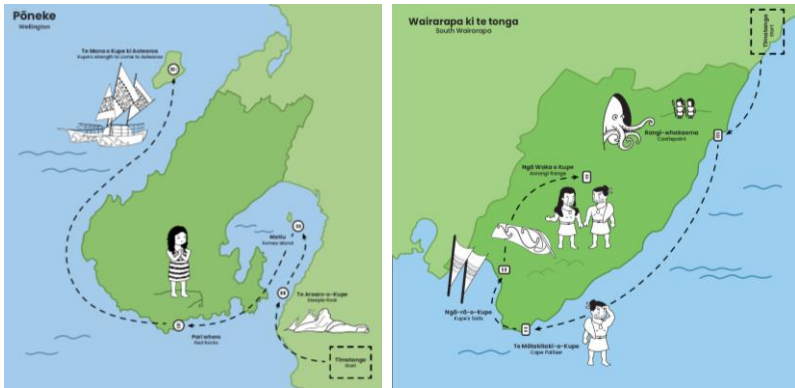 Pōneke
Wellington
Te Mana o Kupe ki Aotearoa
Kupe's strength to come to Aotearoa
Matiu
Somes Island
Te Aroaro-o-Kupe
Steeple Rock
Pariwhero
Red Rocks
Tīmatanga
Start
Wairarapa ki te tonga
South Wairarapa
Tīmatanga
Start
Rangi-whakaoma
Castlepoint
Ngā Waka o Kupe
Aorangi Range
Ngā-rā-o-Kupe
Kupe's Sails
Te Mātakitaki-a-Kupe
Cape Palliser